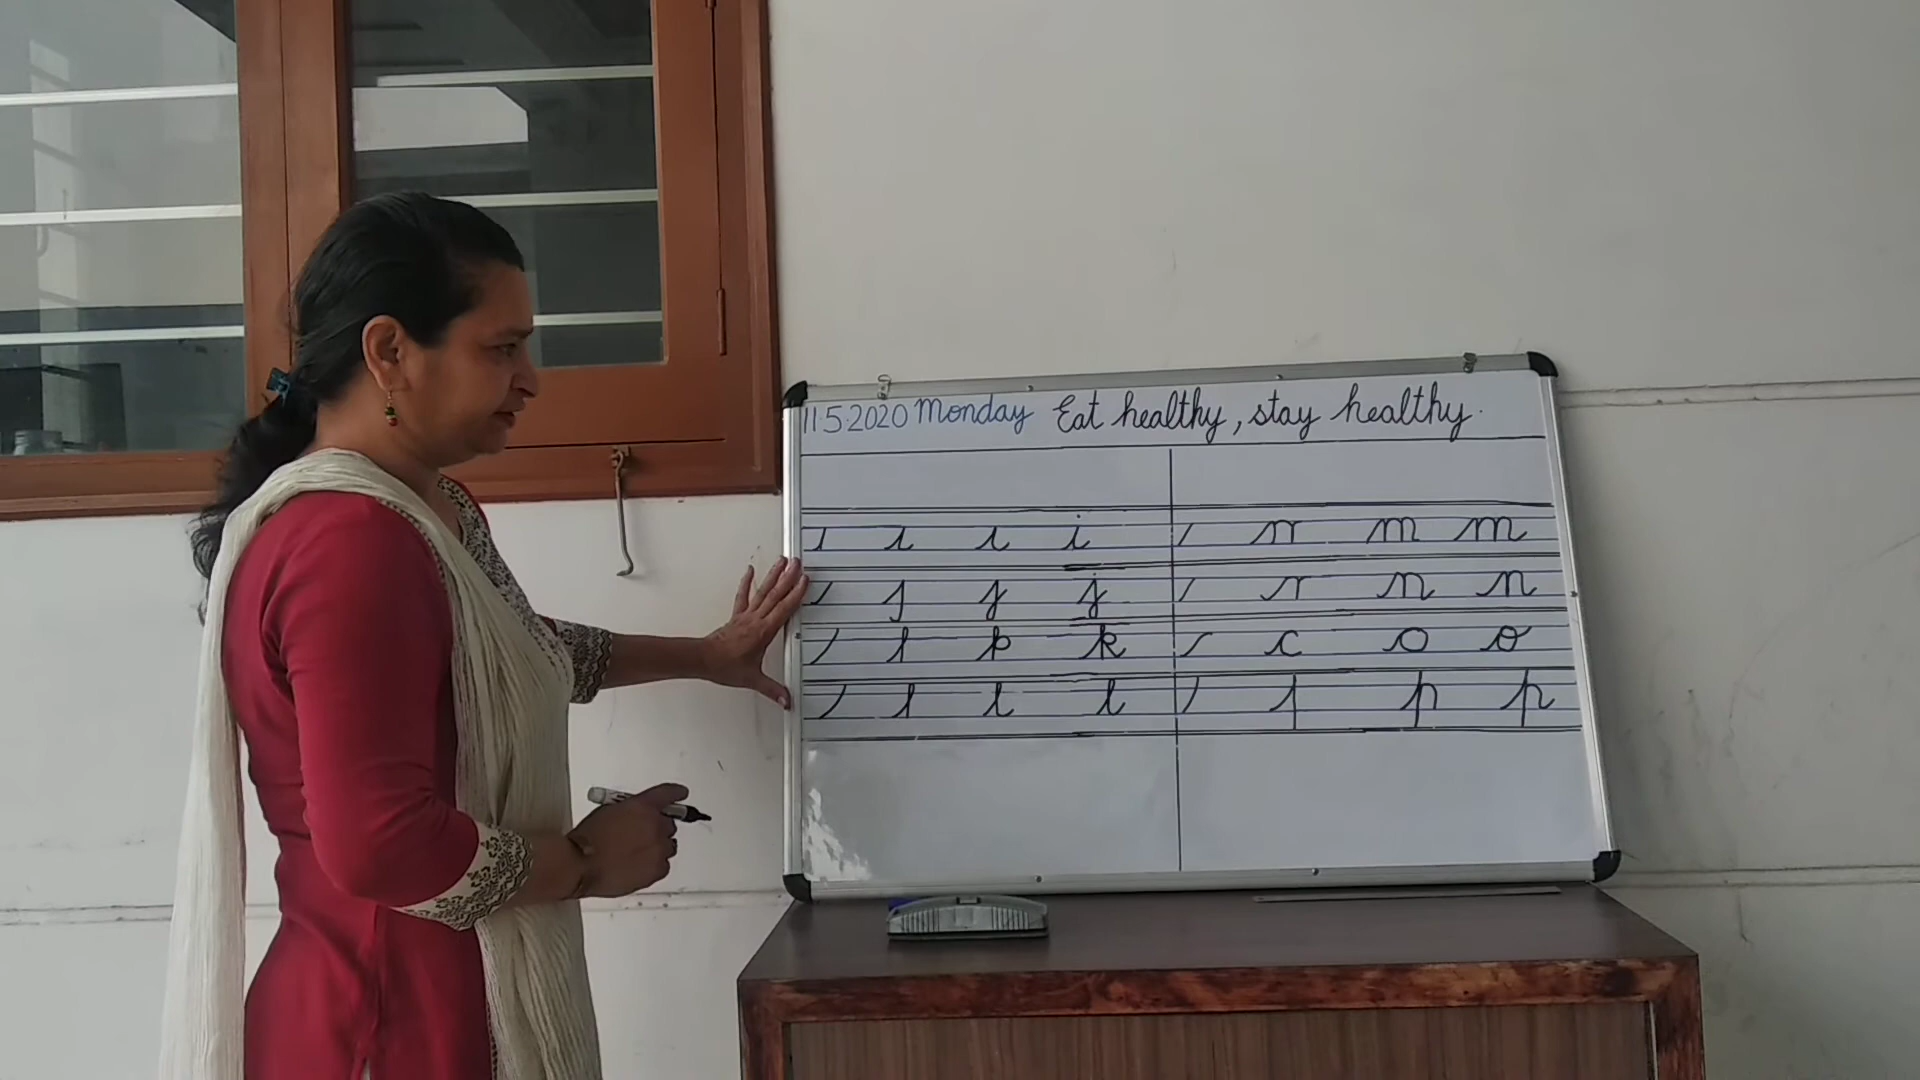 11.5.2020 Monday Eat healthy, stay healthy.
i m m
j n n
k c o o
l p p